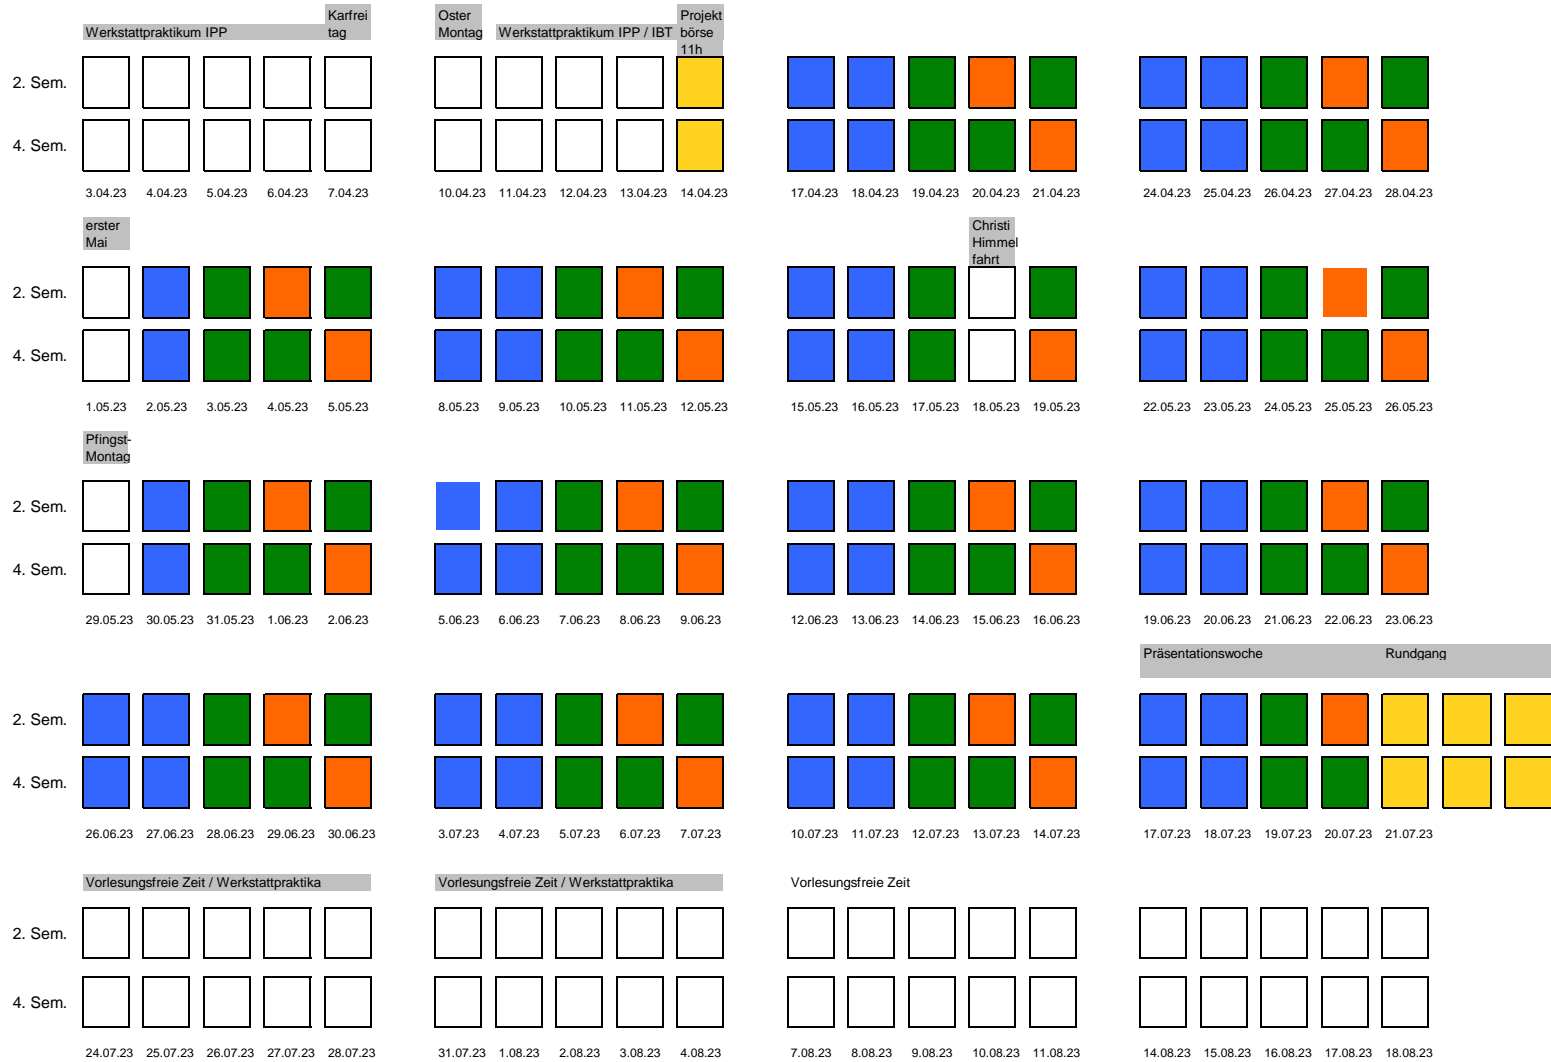 Werkstattpraktikum IPP
Karfrei
tag
Oster
Montag
Werkstattpraktikum IPP / IBT
Projekt
börse
11h
2. Sem.
4. Sem.
3.04.23 4.04.23 5.04.23 6.04.23 7.04.23 10.04.23 11.04.23 12.04.23 13.04.23 14.04.23 17.04.23 18.04.23 19.04.23 20.04.23 21.04.23 24.04.23 25.04.23 26.04.23 27.04.23 28.04.23
erster
Mai
Christi
Himmel
fahrt
2. Sem.
4. Sem.
1.05.23 2.05.23 3.05.23 4.05.23 5.05.23 8.05.23 9.05.23 10.05.23 11.05.23 12.05.23 15.05.23 16.05.23 17.05.23 18.05.23 19.05.23 22.05.23 23.05.23 24.05.23 25.05.23 26.05.23
Pfingst-
Montag
2. Sem.
4. Sem.
29.05.23 30.05.23 31.05.23 1.06.23 2.06.23 5.06.23 6.06.23 7.06.23 8.06.23 9.06.23 12.06.23 13.06.23 14.06.23 15.06.23 16.06.23 19.06.23 20.06.23 21.06.23 22.06.23 23.06.23
Präsentationswoche Rundgang
2. Sem.
4. Sem.
26.06.23 27.06.23 28.06.23 29.06.23 30.06.23 3.07.23 4.07.23 5.07.23 6.07.23 7.07.23 10.07.23 11.07.23 12.07.23 13.07.23 14.07.23 17.07.23 18.07.23 19.07.23 20.07.23 21.07.23
Vorlesungsfreie Zeit / Werkstattpraktika Vorlesungsfreie Zeit / Werkstattpraktika Vorlesungsfreie Zeit
2. Sem.
4. Sem.
24.07.23 25.07.23 26.07.23 27.07.23 28.07.23 31.07.23 1.08.23 2.08.23 3.08.23 4.08.23 7.08.23 8.08.23 9.08.23 10.08.23 11.08.23 14.08.23 15.08.23 16.08.23 17.08.23 18.08.23